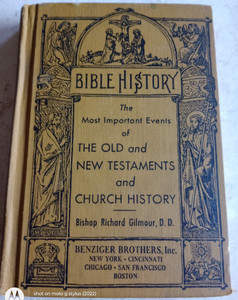 BIBLE HISTORY
The
Most Important Events
of
THE OLD and
NEW TESTAMENTS
and
CHURCH HISTORY
Bishop Richard Gilmour, D. D.
BENZIGER BROTHERS, Inc.
NEW YORK · CINCINNATI
CHICAGO · SAN FRANCISCO
BOSTON
shot on moto g stylus (2022)